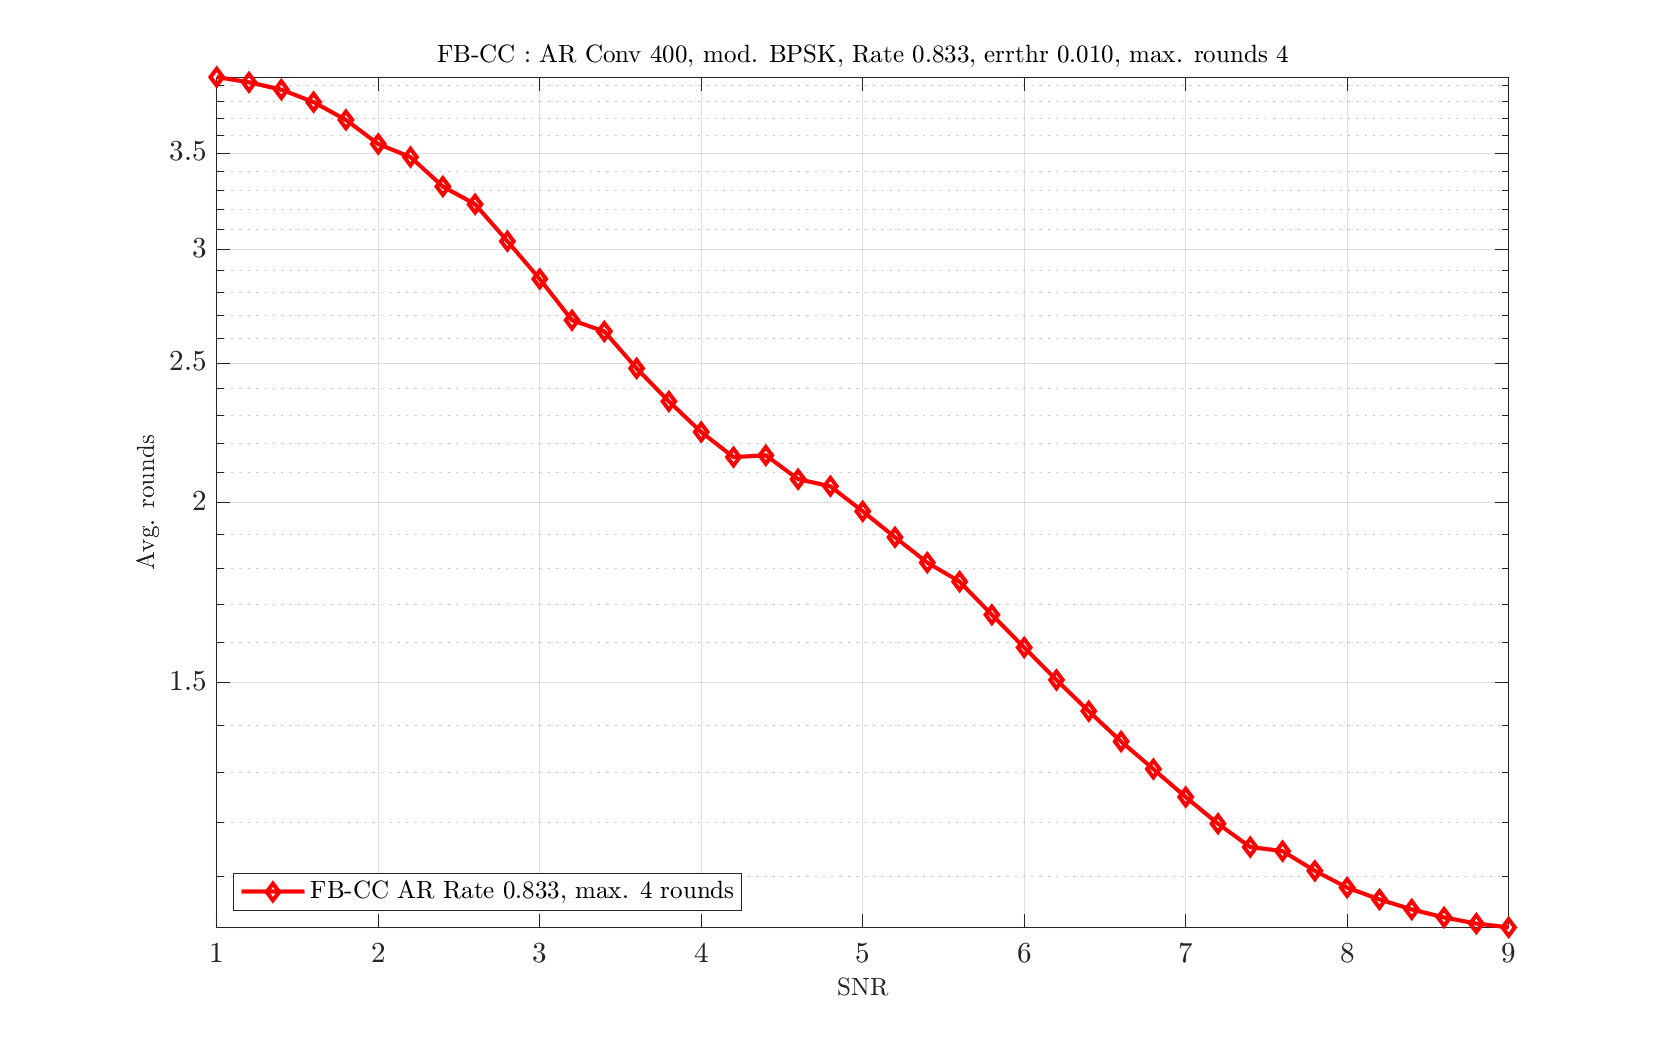 FB-CC : AR Conv 400, mod. BPSK, Rate 0.833, errthr 0.010, max. rounds 4
3.5
3
2.5
2
1.5
Avg. rounds
FB-CC AR Rate 0.833, max. 4 rounds
1 2 3 4 5 6 7 8 9
SNR